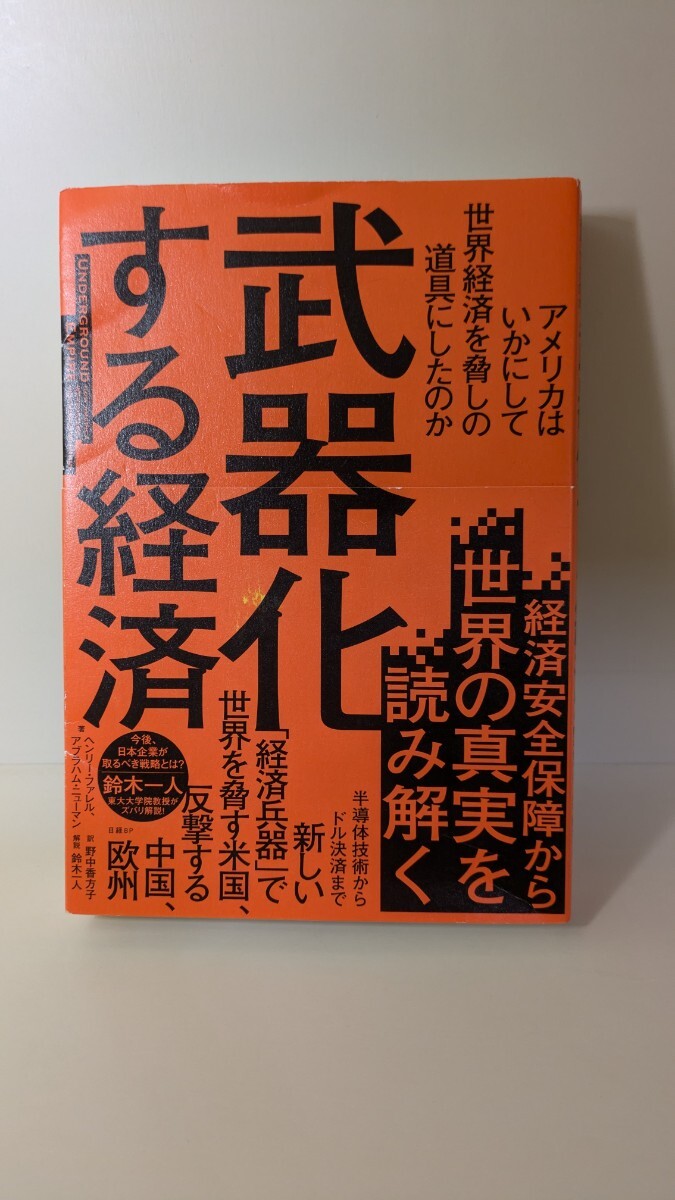 アメリカは
いかにして
世界経済を脅しの
道具にしたのか
武器化
する経済
UNDERGROUND
EMPIRE
経済安全保障から
世界の真実を
読み解く
半導体技術から
ドル決済まで
新しい
「経済兵器」で
世界を脅す米国、
反撃する
中国、
欧州
今後、
日本企業が
取るべき戦略とは?
鈴木一人
東大大学院教授が
ズバリ解説!
日経BP
著 ヘンリー・ファレル、
アブラハム・ニューマン
訳 野中香方子
解説 鈴木一人